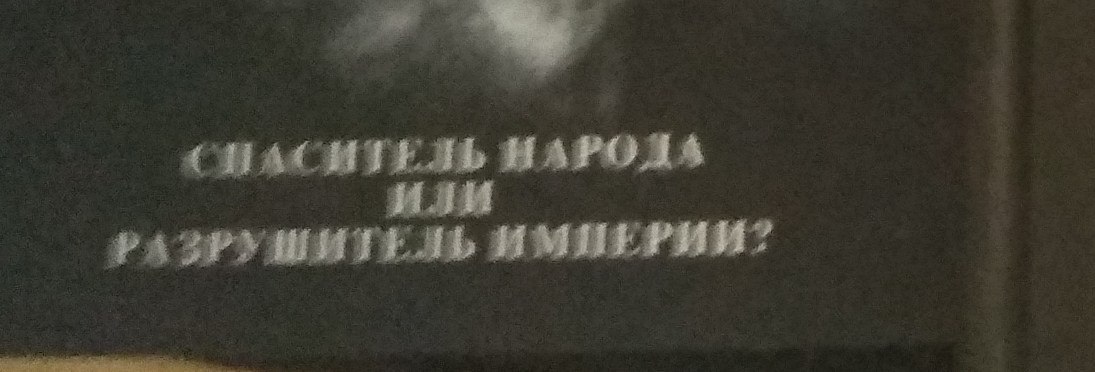 СПАСИТЕЛЬ НАРОДА
ИЛИ
РАЗРУШИТЕЛЬ ИМПЕРИИ?